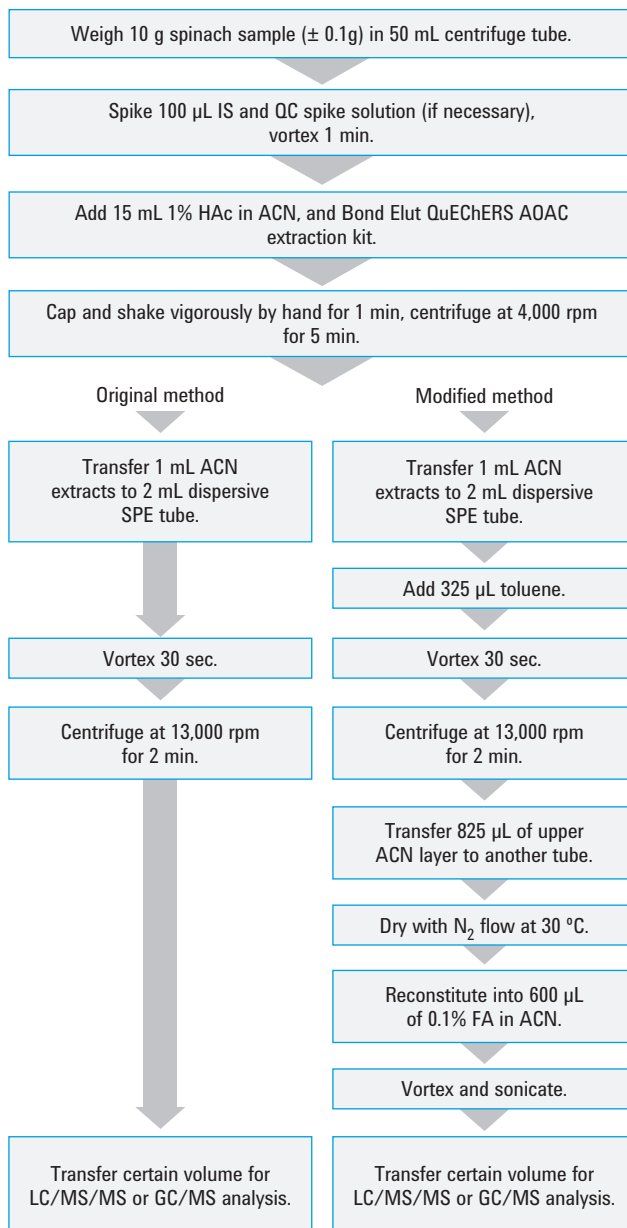 Weigh 10 g spinach sample (± 0.1g) in 50 mL centrifuge tube.
Spike 100 µL IS and QC spike solution (if necessary),
vortex 1 min.
Add 15 mL 1% HAc in ACN, and Bond Elut QuEChERS AOAC
extraction kit.
Cap and shake vigorously by hand for 1 min, centrifuge at 4,000 rpm
for 5 min.
Original method
Transfer 1 mL ACN
extracts to 2 mL dispersive
SPE tube.
Vortex 30 sec.
Centrifuge at 13,000 rpm
for 2 min.
Transfer certain volume for
LC/MS/MS or GC/MS analysis.
Modified method
Transfer 1 mL ACN
extracts to 2 mL dispersive
SPE tube.
Add 325 µL toluene.
Vortex 30 sec.
Centrifuge at 13,000 rpm
for 2 min.
Transfer 825 µL of upper
ACN layer to another tube.
Dry with N₂ flow at 30 ºC.
Reconstitute into 600 µL
of 0.1% FA in ACN.
Vortex and sonicate.
Transfer certain volume for
LC/MS/MS or GC/MS analysis.